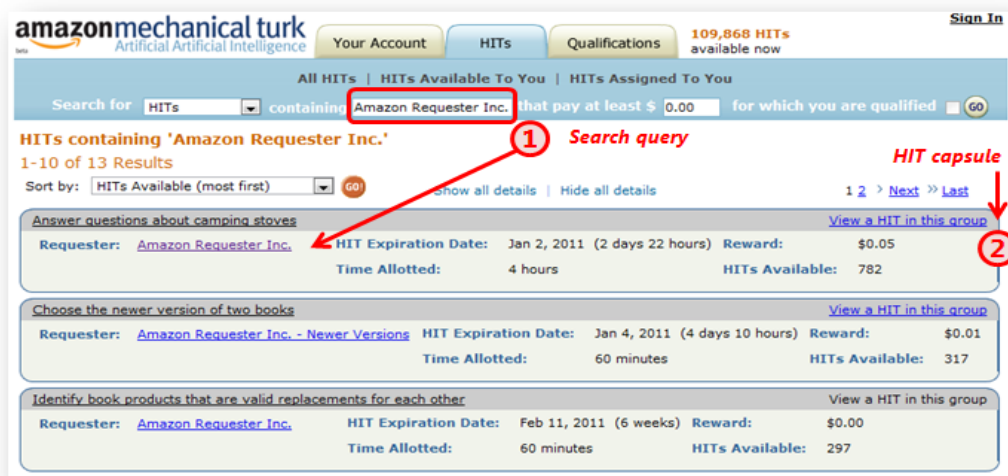 amazonmechanical turk
beta Artificial Artificial Intelligence
Your Account HITs Qualifications 109,868 HITs available now Sign In
All HITs | HITs Available To You | HITs Assigned To You
Search for HITs containing Amazon Requester Inc. that pay at least $ 0.00 for which you are qualified GO
HITs containing 'Amazon Requester Inc.'
1 Search query
1-10 of 13 Results
HIT capsule
Sort by: HITs Available (most first) GO! Show all details | Hide all details 1 2 > Next >> Last
Answer questions about camping stoves View a HIT in this group
2
Requester: Amazon Requester Inc. HIT Expiration Date: Jan 2, 2011 (2 days 22 hours) Reward: $0.05
Time Allotted: 4 hours HITs Available: 782
Choose the newer version of two books View a HIT in this group
Requester: Amazon Requester Inc. - Newer Versions HIT Expiration Date: Jan 4, 2011 (4 days 10 hours) Reward: $0.01
Time Allotted: 60 minutes HITs Available: 317
Identify book products that are valid replacements for each other View a HIT in this group
Requester: Amazon Requester Inc. HIT Expiration Date: Feb 11, 2011 (6 weeks) Reward: $0.00
Time Allotted: 60 minutes HITs Available: 297